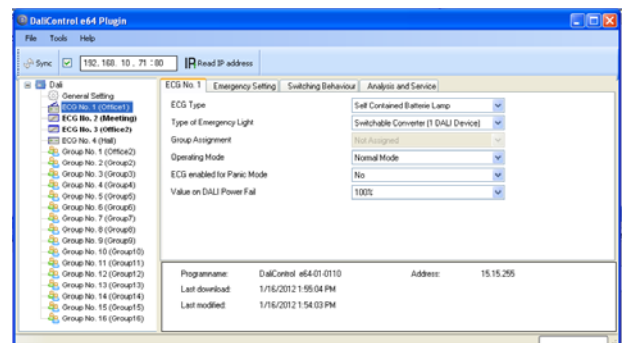 DaliControl e64 Plugin
File Tools Help
Sync 192. 168. 10 . 71 : 80 Read IP address
Dali
General Setting
ECG No. 1 (Office1)
ECG No. 2 (Meeting)
ECG No. 3 (Office2)
ECG No. 4 (Hall)
Group No. 1 (Office2)
Group No. 2 (Group2)
Group No. 3 (Group3)
Group No. 4 (Group4)
Group No. 5 (Group5)
Group No. 6 (Group6)
Group No. 7 (Group7)
Group No. 8 (Group8)
Group No. 9 (Group9)
Group No. 10 (Group10)
Group No. 11 (Group11)
Group No. 12 (Group12)
Group No. 13 (Group13)
Group No. 14 (Group14)
Group No. 15 (Group15)
Group No. 16 (Group16)
ECG No. 1 Emergency Setting Switching Behaviour Analysis and Service
ECG Type Self Contained Batterie Lamp
Type of Emergency Light Switchable Converter (1 DALI Device)
Group Assignment Not Assigned
Operating Mode Normal Mode
ECG enabled for Panic Mode No
Value on DALI Power Fail 100%
Programname: DaliControl e64-01-0110 Address: 15.15.255
Last download: 1/16/2012 1:55:04 PM
Last modified: 1/16/2012 1:54:03 PM